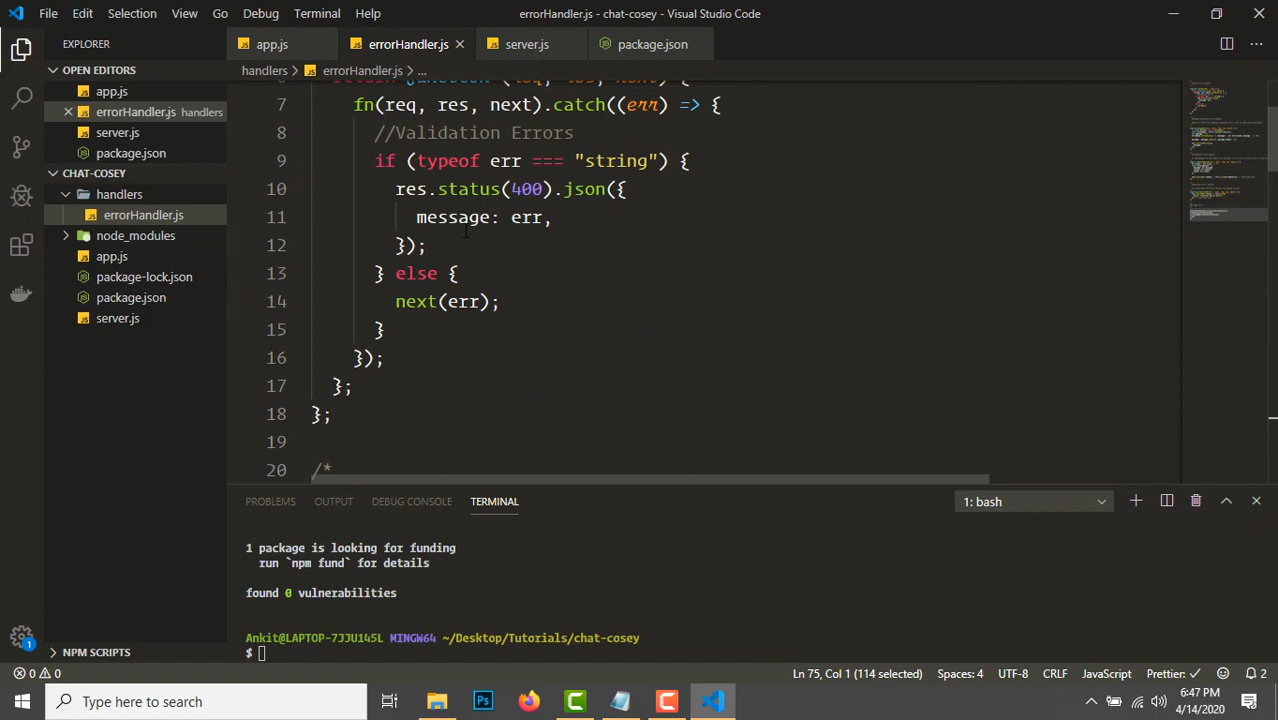 File Edit Selection View Go Debug Terminal Help errorHandler.js - chat-cosey - Visual Studio Code
EXPLORER
app.js errorHandler.js server.js package.json
OPEN EDITORS
app.js
errorHandler.js handlers
server.js
package.json
CHAT-COSEY
handlers
errorHandler.js
node_modules
app.js
package-lock.json
package.json
server.js
NPM SCRIPTS
handlers > errorHandler.js > ...
7 fn(req, res, next).catch((err) => {
8 //Validation Errors
9 if (typeof err === "string") {
10 res.status(400).json({
11 message: err,
12 });
13 } else {
14 next(err);
15 }
16 });
17 };
18 };
19
20 /*
PROBLEMS OUTPUT DEBUG CONSOLE TERMINAL 1: bash
1 package is looking for funding
run `npm fund` for details
found 0 vulnerabilities
Ankit@LAPTOP-7JJU145L MINGW64 ~/Desktop/Tutorials/chat-cosey
$
1
0 0 Ln 75, Col 1 (114 selected) Spaces: 4 UTF-8 CRLF JavaScript Prettier: ✓ 2
Type here to search
Ps
6:47 PM
4/14/2020